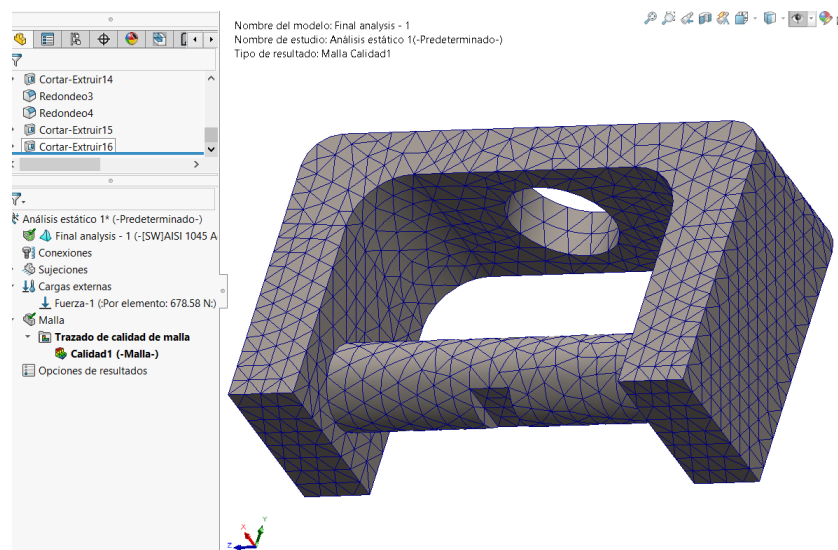 Nombre del modelo: Final analysis - 1
Nombre de estudio: Análisis estático 1(-Predeterminado-)
Tipo de resultado: Malla Calidad1
Cortar-Extruir14
Redondeo3
Redondeo4
Cortar-Extruir15
Cortar-Extruir16
Análisis estático 1* (-Predeterminado-)
Final analysis - 1 (-[SW]AISI 1045 A
Conexiones
Sujeciones
Cargas externas
Fuerza-1 (:Por elemento: 678.58 N:)
Malla
Trazado de calidad de malla
Calidad1 (-Malla-)
Opciones de resultados
X
Y
Z